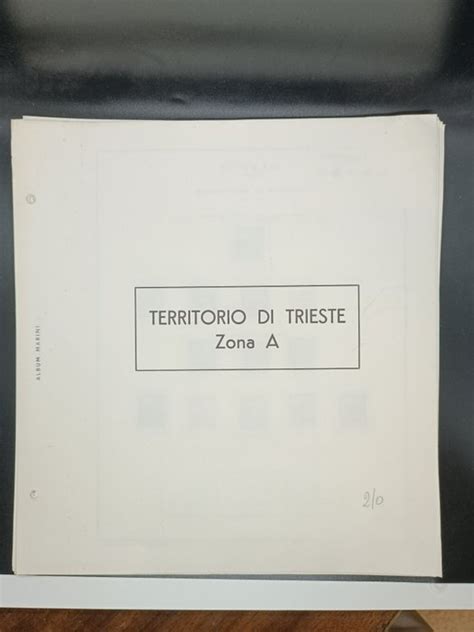 TERRITORIO DI TRIESTE
Zona A
ALBUM MARINI
2/0